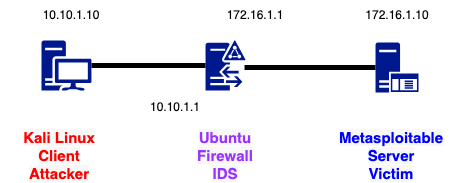 10.10.1.10
172.16.1.1
172.16.1.10
10.10.1.1
Kali Linux
Client
Attacker
Ubuntu
Firewall
IDS
Metasploitable
Server
Victim